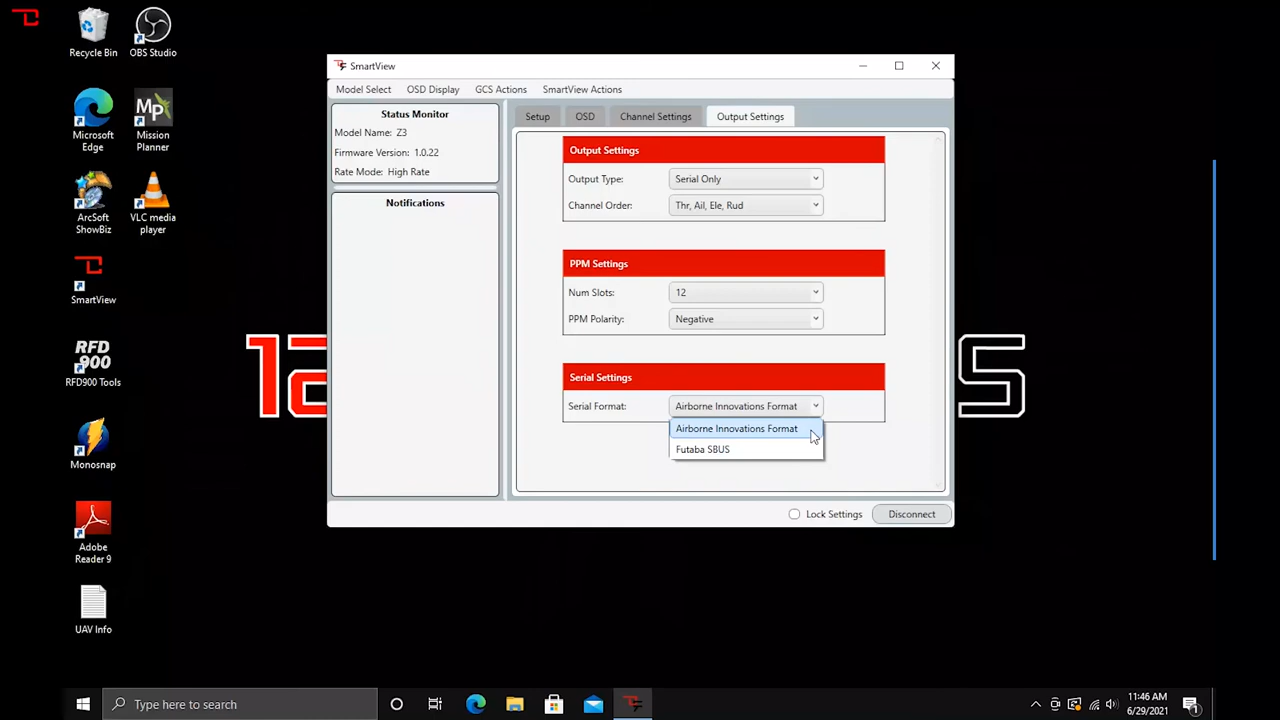 Recycle Bin
OBS Studio
Microsoft
Edge
Mission
Planner
ArcSoft
ShowBiz
VLC media
player
SmartView
RFD
900
RFD900 Tools
Monosnap
Adobe
Reader 9
UAV Info
Mp
SmartView
Model Select
OSD Display
GCS Actions
SmartView Actions
Status Monitor
Model Name: Z3
Firmware Version: 1.0.22
Rate Mode: High Rate
Notifications
Setup
OSD
Channel Settings
Output Settings
Output Settings
Output Type: Serial Only
Channel Order: Thr, Ail, Ele, Rud
PPM Settings
Num Slots: 12
PPM Polarity: Negative
Serial Settings
Serial Format: Airborne Innovations Format
Airborne Innovations Format
Futaba SBUS
Lock Settings
Disconnect
Type here to search
11:46 AM
6/29/2021
1